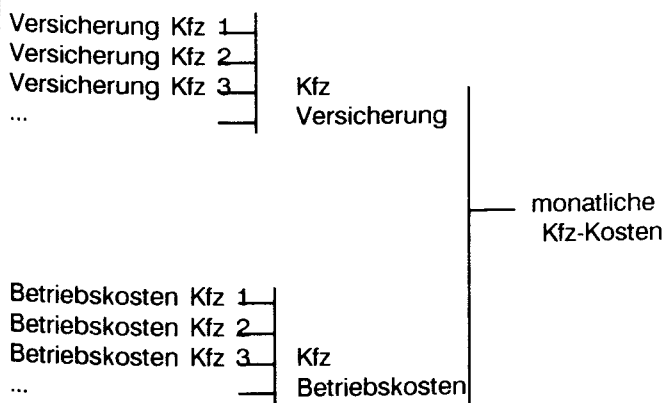 Versicherung Kfz 1
Versicherung Kfz 2
Versicherung Kfz 3
...
Kfz
Versicherung
monatliche
Kfz-Kosten
Betriebskosten Kfz 1
Betriebskosten Kfz 2
Betriebskosten Kfz 3
...
Kfz
Betriebskosten